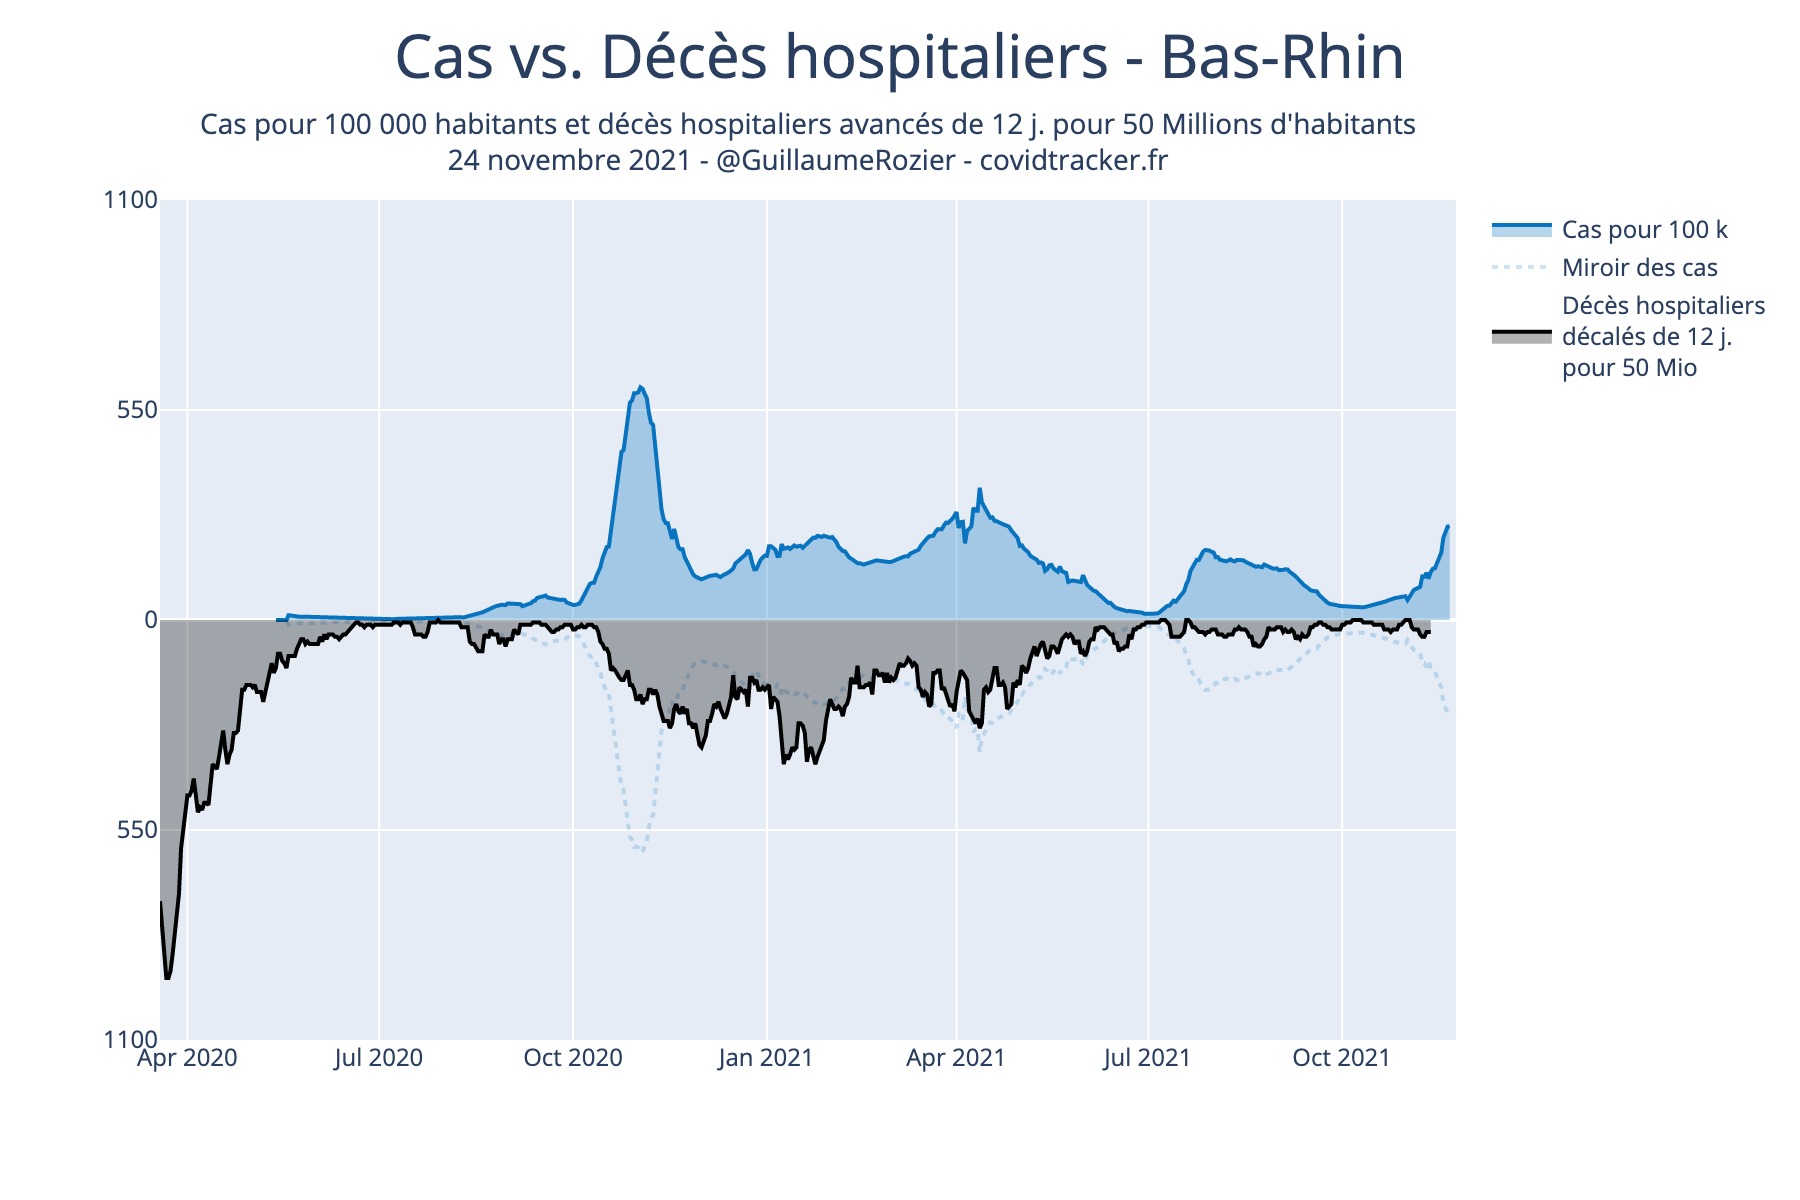 Cas vs. Décès hospitaliers - Bas-Rhin
Cas pour 100 000 habitants et décès hospitaliers avancés de 12 j. pour 50 Millions d'habitants
24 novembre 2021 - @GuillaumeRozier - covidtracker.fr
1100
550
0
550
1100
Apr 2020
Jul 2020
Oct 2020
Jan 2021
Apr 2021
Jul 2021
Oct 2021
Cas pour 100 k
Miroir des cas
Décès hospitaliers
décalés de 12 j.
pour 50 Mio